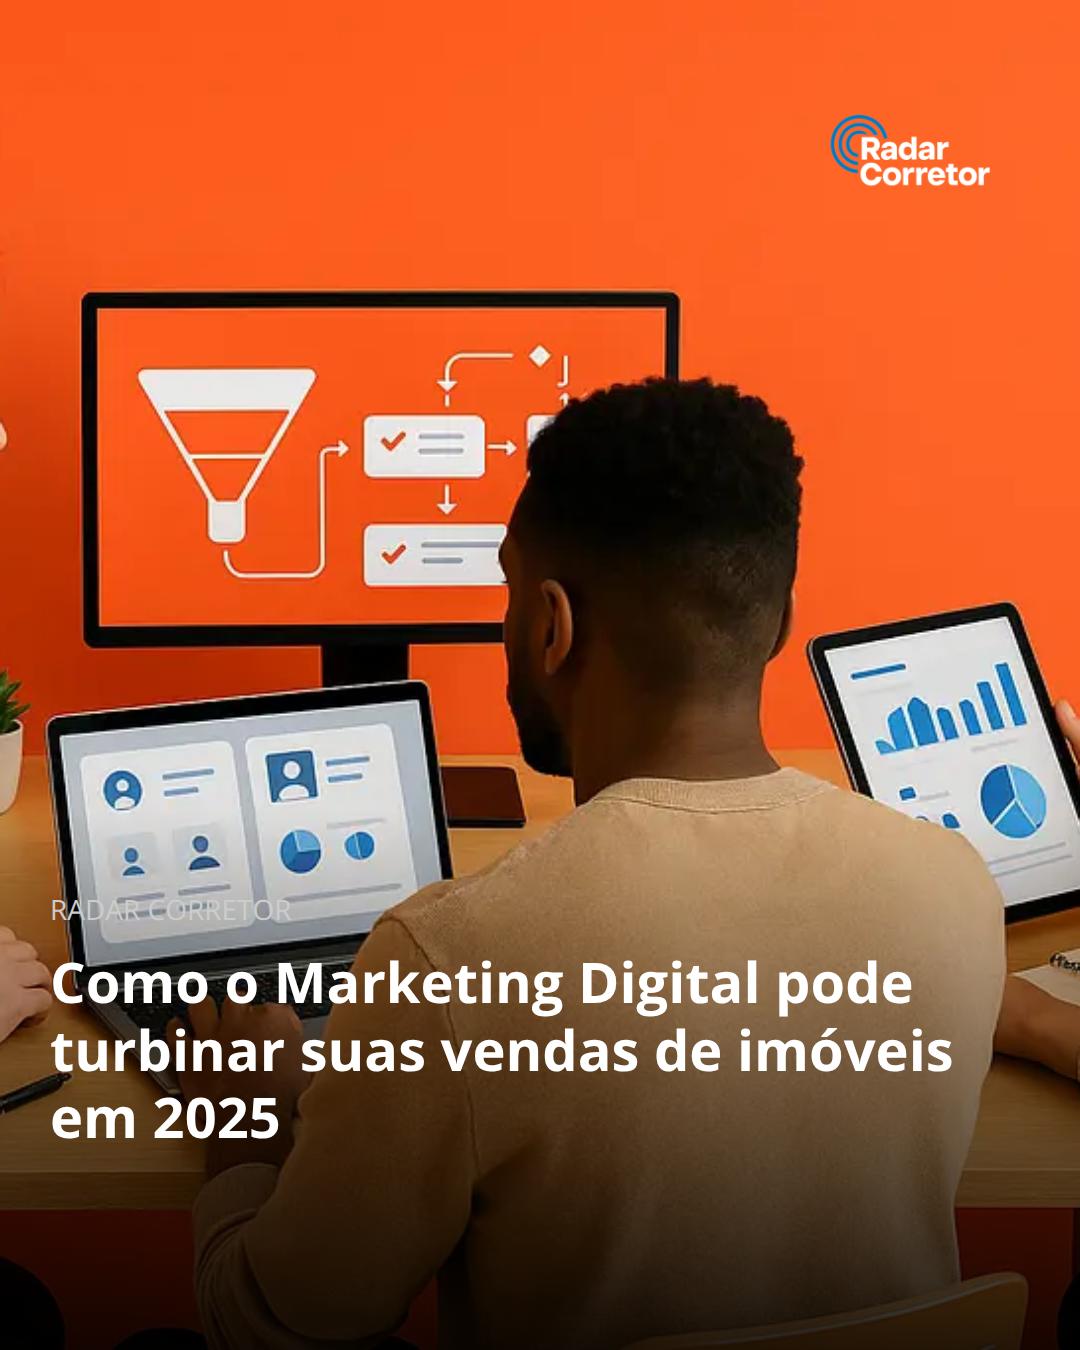 Radar
Corretor
RADAR CORRETOR
Como o Marketing Digital pode
turbinar suas vendas de imóveis
em 2025